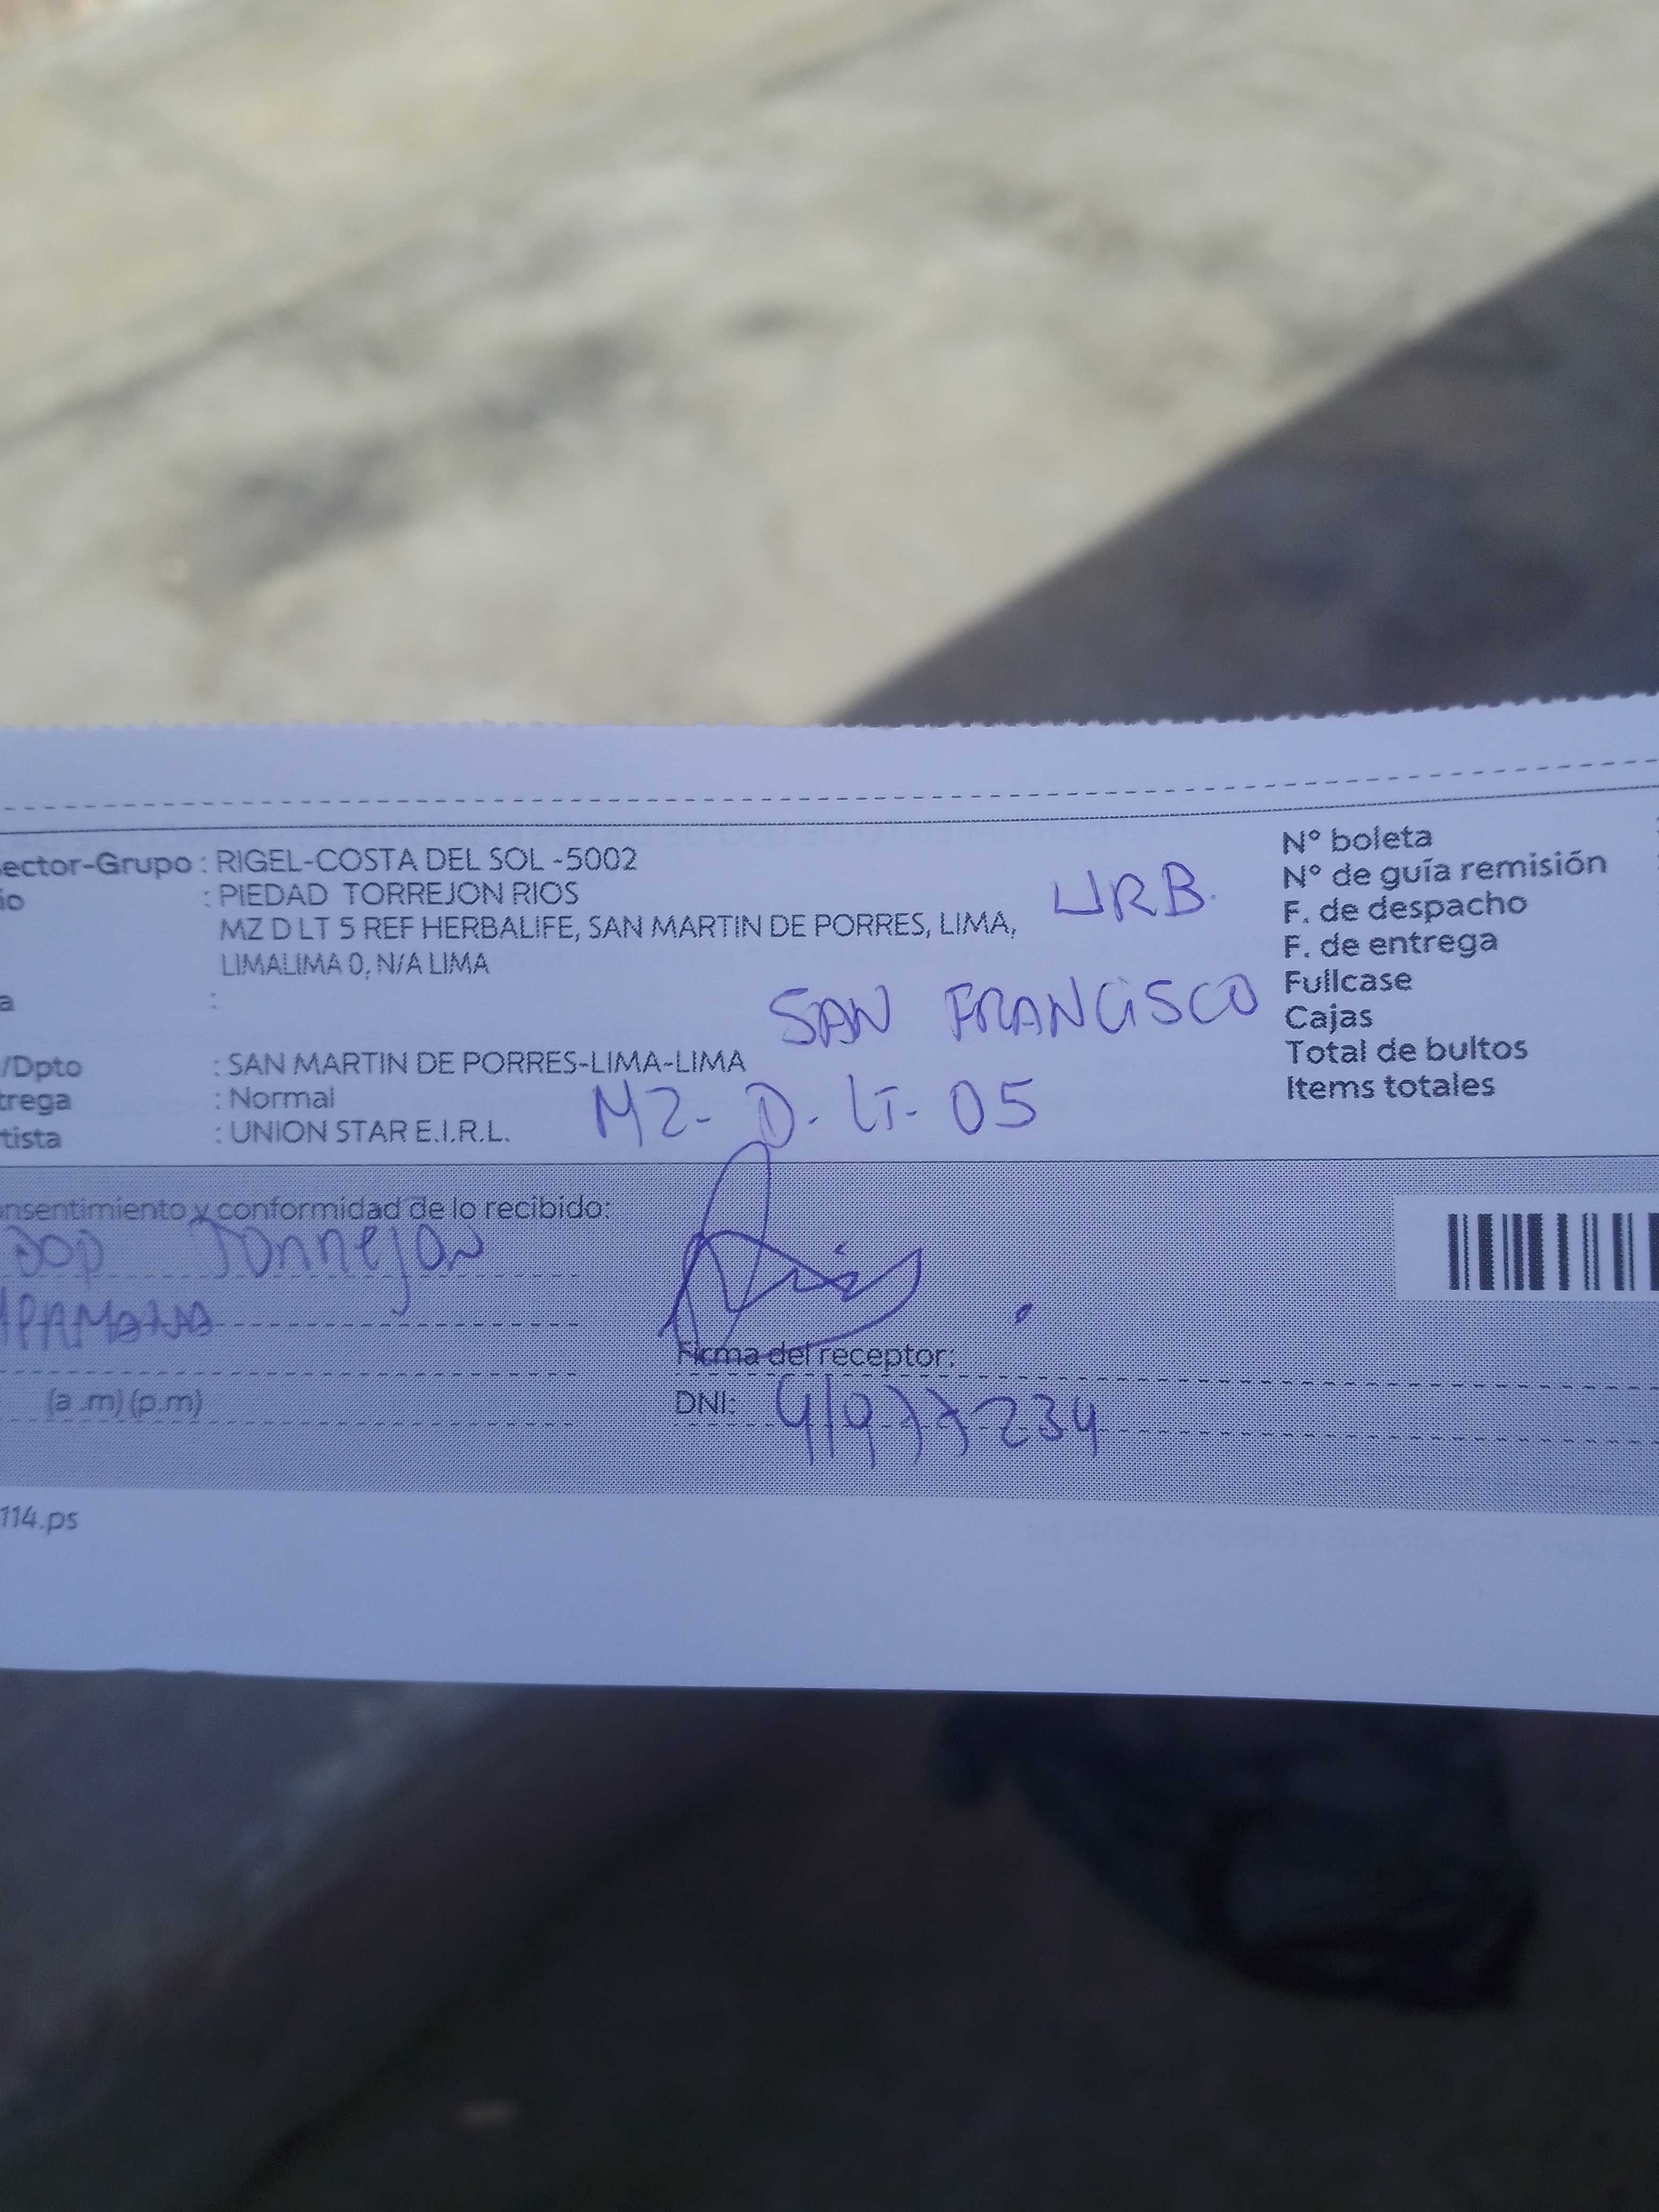 ector-Grupo : RIGEL-COSTA DEL SOL -5002
io : PIEDAD TORREJON RIOS
MZ D LT 5 REF HERBALIFE, SAN MARTIN DE PORRES, LIMA,
LIMALIMA 0, N/A LIMA
a :
/Dpto : SAN MARTIN DE PORRES-LIMA-LIMA
trega : Normal
tista : UNION STAR E.I.R.L.
URB.
SAN FRANCISCO
MZ- D- LT- 05
N° boleta
N° de guía remisión
F. de despacho
F. de entrega
Fullcase
Cajas
Total de bultos
Items totales
onsentimiento y conformidad de lo recibido:
Torrejon
Firma del receptor:
(a .m) (p.m)
DNI: 41977234
114.ps